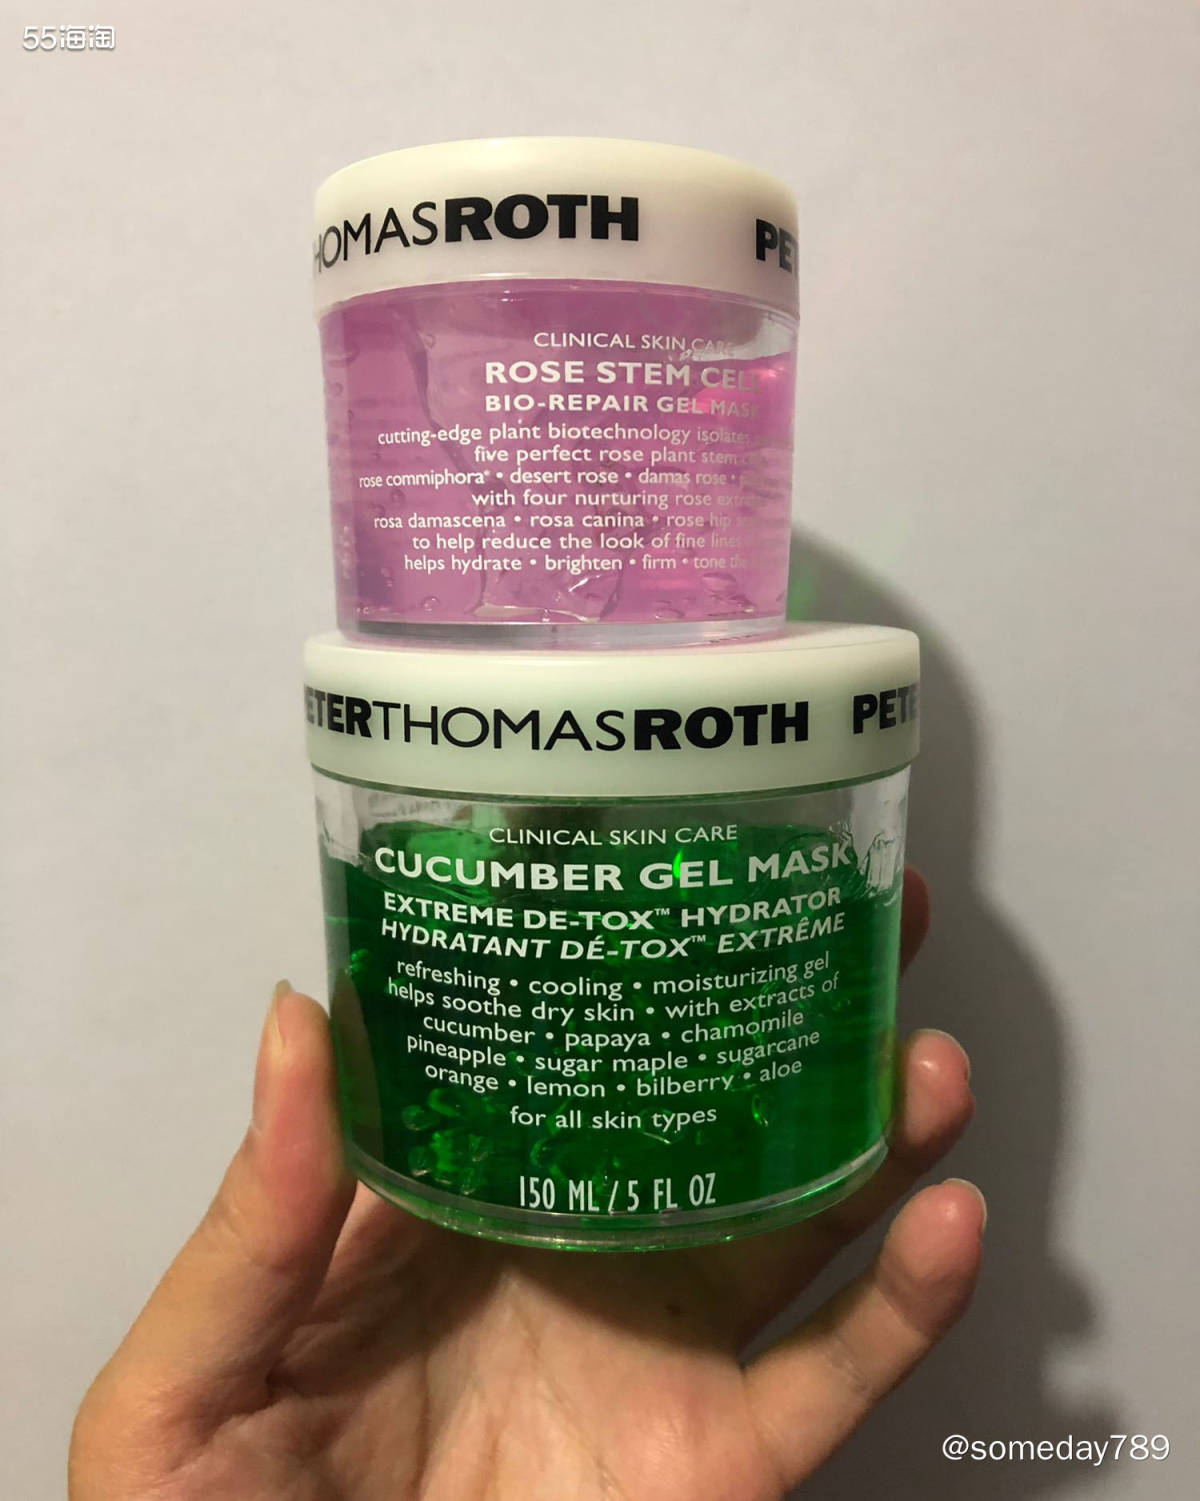 55海淘
THOMASROTH PET
CLINICAL SKIN CARE
ROSE STEM CELL
BIO-REPAIR GEL MASK
cutting-edge plant biotechnology isolates
five perfect rose plant stem
rose commiphora* • desert rose • damas rose •
with four nurturing rose
rosa damascena • rosa canina • rose hip
to help reduce the look of fine lines
helps hydrate • brighten • firm • tone
PETERTHOMASROTH PETE
CLINICAL SKIN CARE
CUCUMBER GEL MASK
EXTREME DE-TOX™ HYDRATOR
HYDRATANT DÉ-TOX™ EXTRÊME
refreshing • cooling • moisturizing gel
helps soothe dry skin • with extracts of
cucumber • papaya • chamomile
pineapple • sugar maple • sugarcane
orange • lemon • bilberry • aloe
for all skin types
150 ML / 5 FL OZ
@someday789